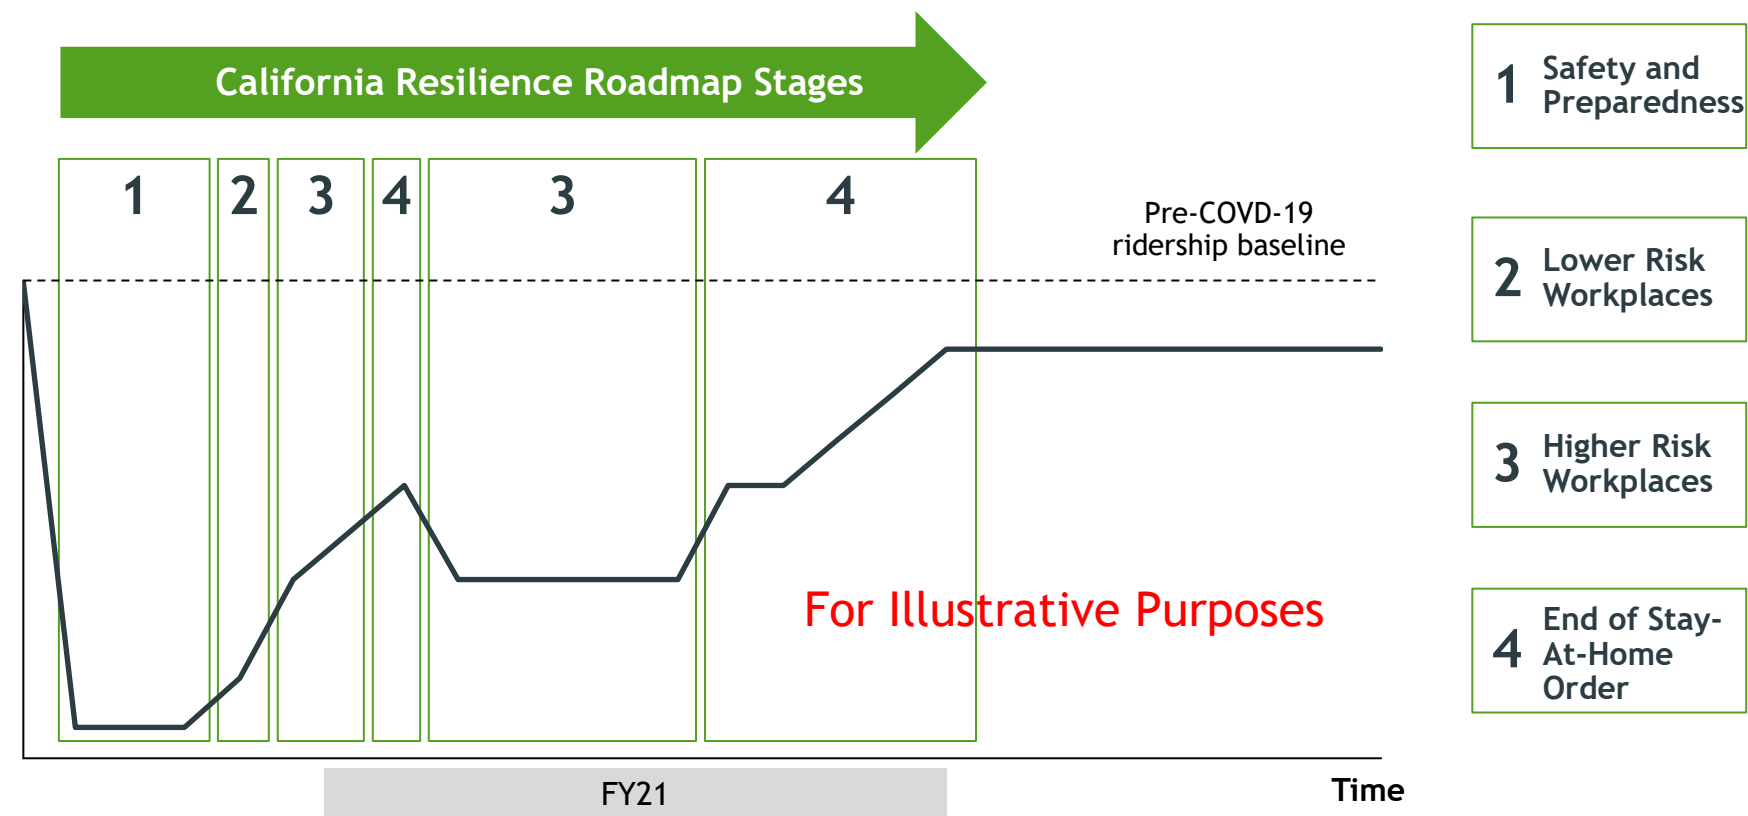 California Resilience Roadmap Stages
1 2 3 4 3 4
Pre-COVD-19
ridership baseline
For Illustrative Purposes
FY21
Time
1 Safety and
Preparedness
2 Lower Risk
Workplaces
3 Higher Risk
Workplaces
4 End of Stay-
At-Home
Order